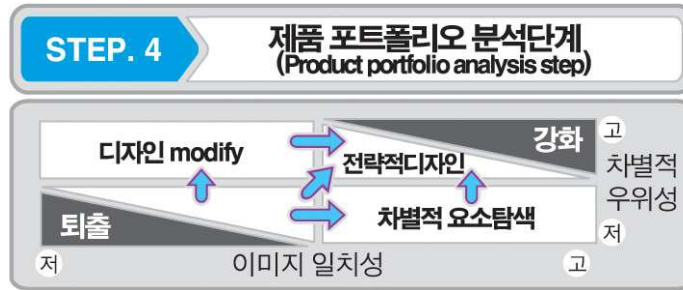 STEP. 4
제품 포트폴리오 분석단계
(Product portfolio analysis step)
디자인 modify
강화
고
전략적디자인
차별적
우위성
퇴출
차별적 요소탐색
저
저
이미지 일치성
고